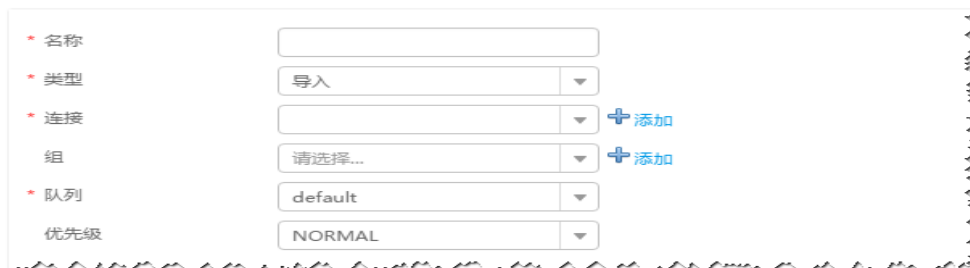 * 名称
* 类型 导入
* 连接 添加
组 请选择... 添加
* 队列 default
优先级 NORMAL